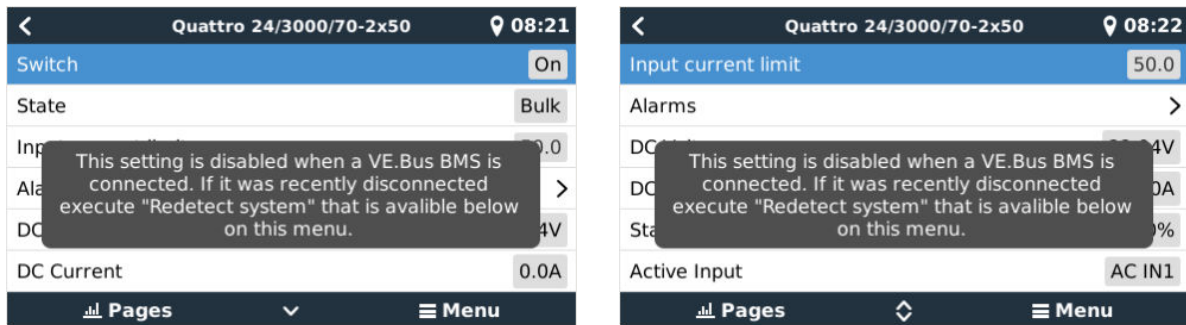 Quattro 24/3000/70-2x50 08:21
Switch On
State Bulk
This setting is disabled when a VE.Bus BMS is
connected. If it was recently disconnected
execute "Redetect system" that is avalible below
on this menu.
DC Current 0.0A
Pages Menu
Quattro 24/3000/70-2x50 08:22
Input current limit 50.0
Alarms
This setting is disabled when a VE.Bus BMS is
connected. If it was recently disconnected
execute "Redetect system" that is avalible below
on this menu.
Active Input AC IN1
Pages Menu